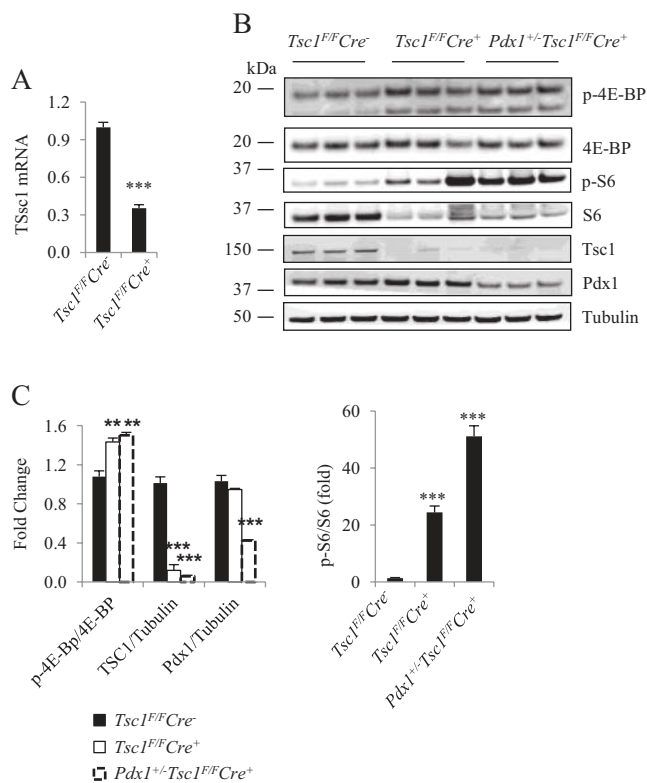 A
TSsc1 mRNA
1.2
0.9
0.6
0.3
0.0
***
Tsc1F/FCre-
Tsc1F/FCre+
B
Tsc1F/FCre- Tsc1F/FCre+ Pdx1+/-Tsc1F/FCre+
kDa
20 p-4E-BP
20 4E-BP
37 p-S6
37 S6
150 Tsc1
37 Pdx1
50 Tubulin
C
Fold Change
1.6
1.2
0.8
0.4
0.0
** **
***
***
***
p-4E-Bp/4E-BP
TSC1/Tubulin
Pdx1/Tubulin
Tsc1F/FCre-
Tsc1F/FCre+
Pdx1+/-Tsc1F/FCre+
p-S6/S6 (fold)
60
40
20
0
***
***
Tsc1F/FCre-
Tsc1F/FCre+
Pdx1+/-Tsc1F/FCre+